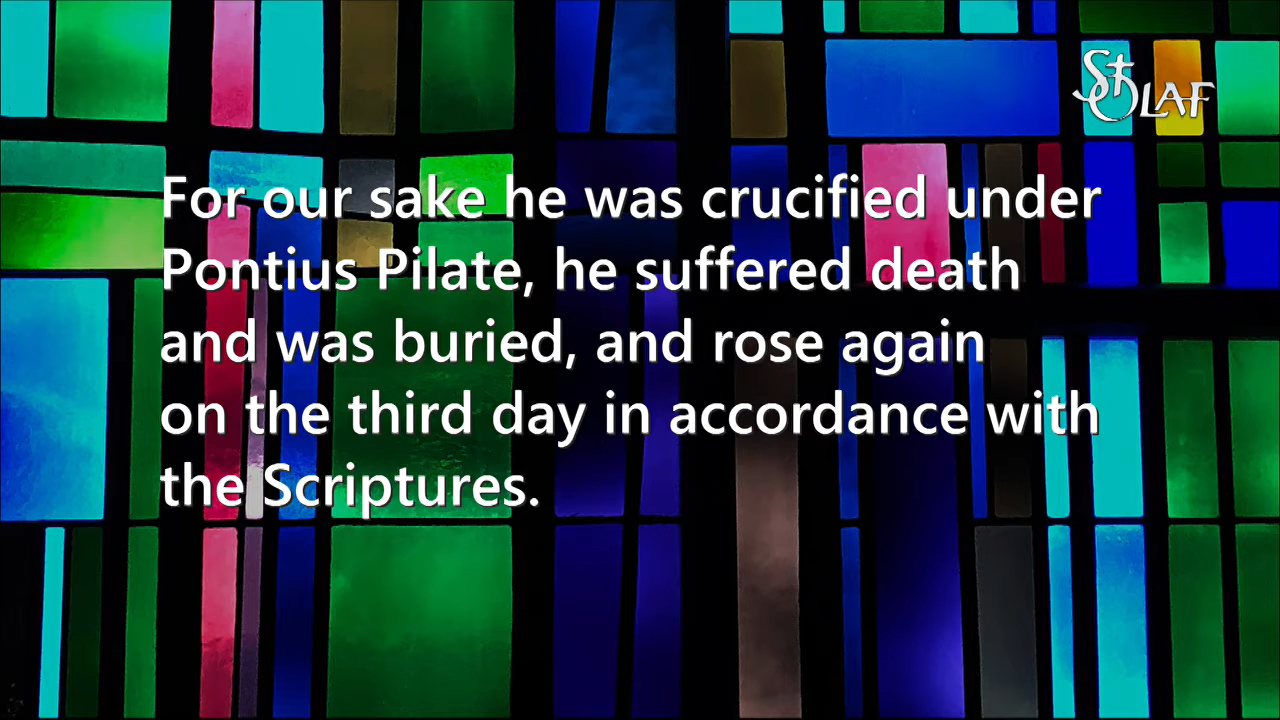 ST OLAF
For our sake he was crucified under
Pontius Pilate, he suffered death
and was buried, and rose again
on the third day in accordance with
the Scriptures.